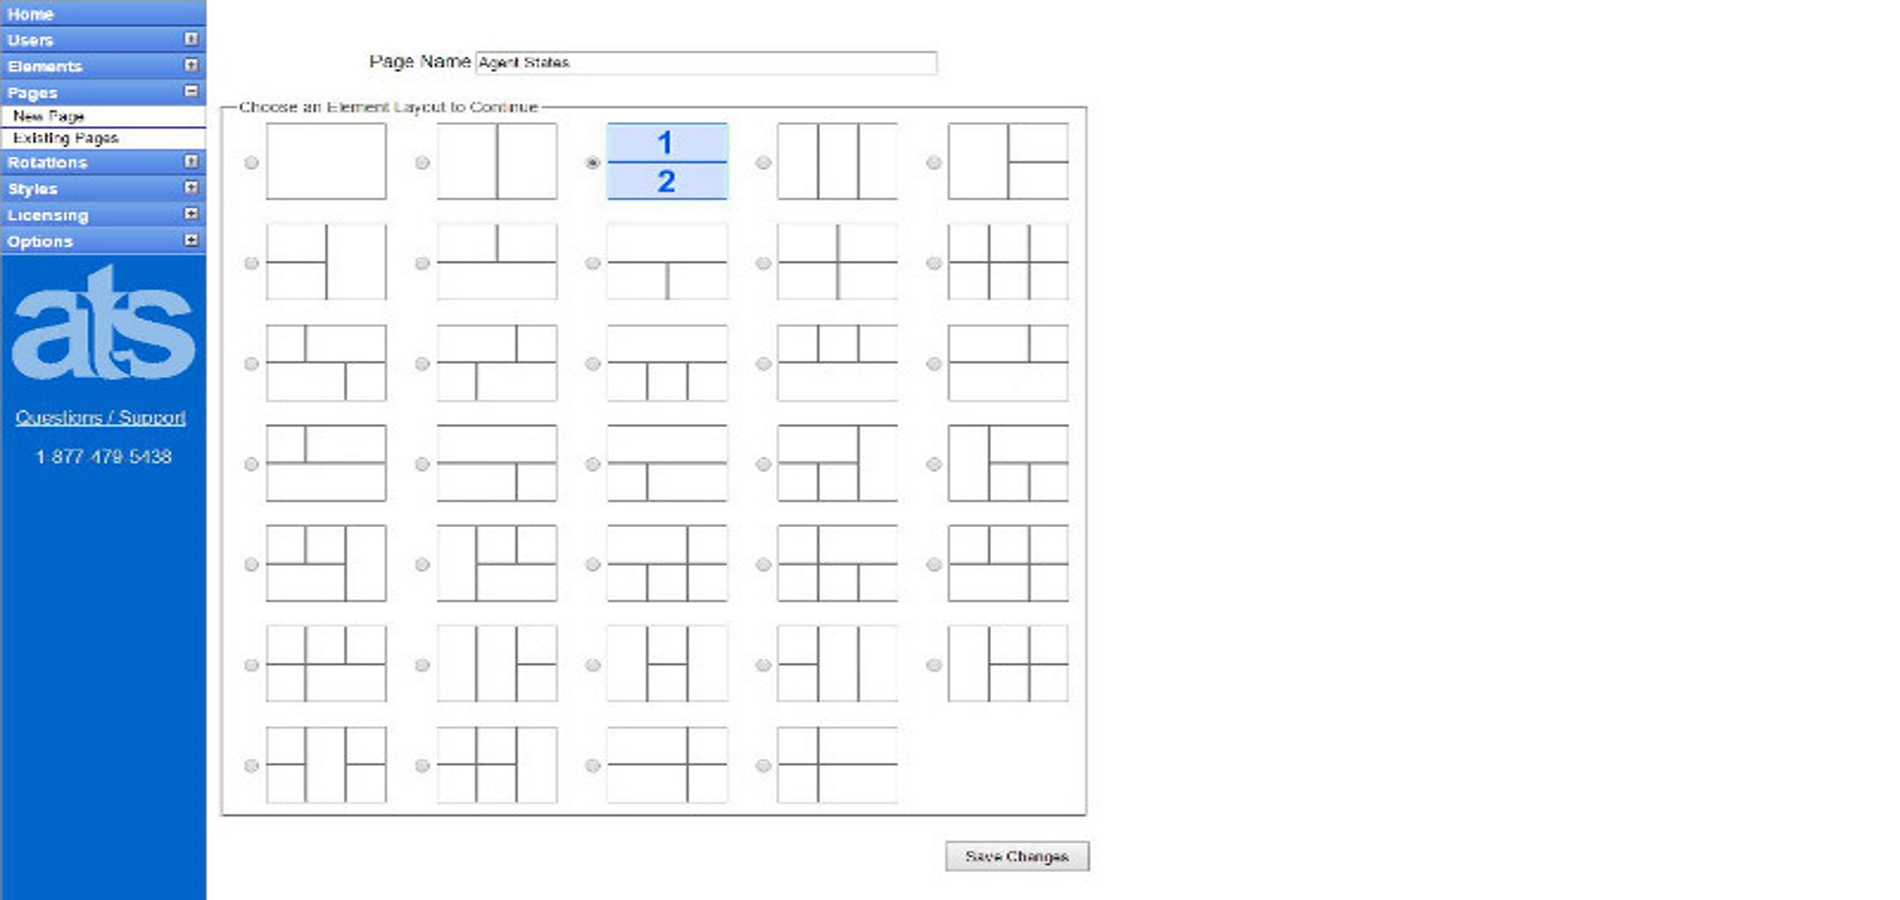 Home
Users
Elements
Pages
New Page
Existing Pages
Rotations
Styles
Licensing
Options
ats
Questions / Support
1-877-479-5438
Page Name Agent States
Choose an Element Layout to Continue
1
2
Save Changes